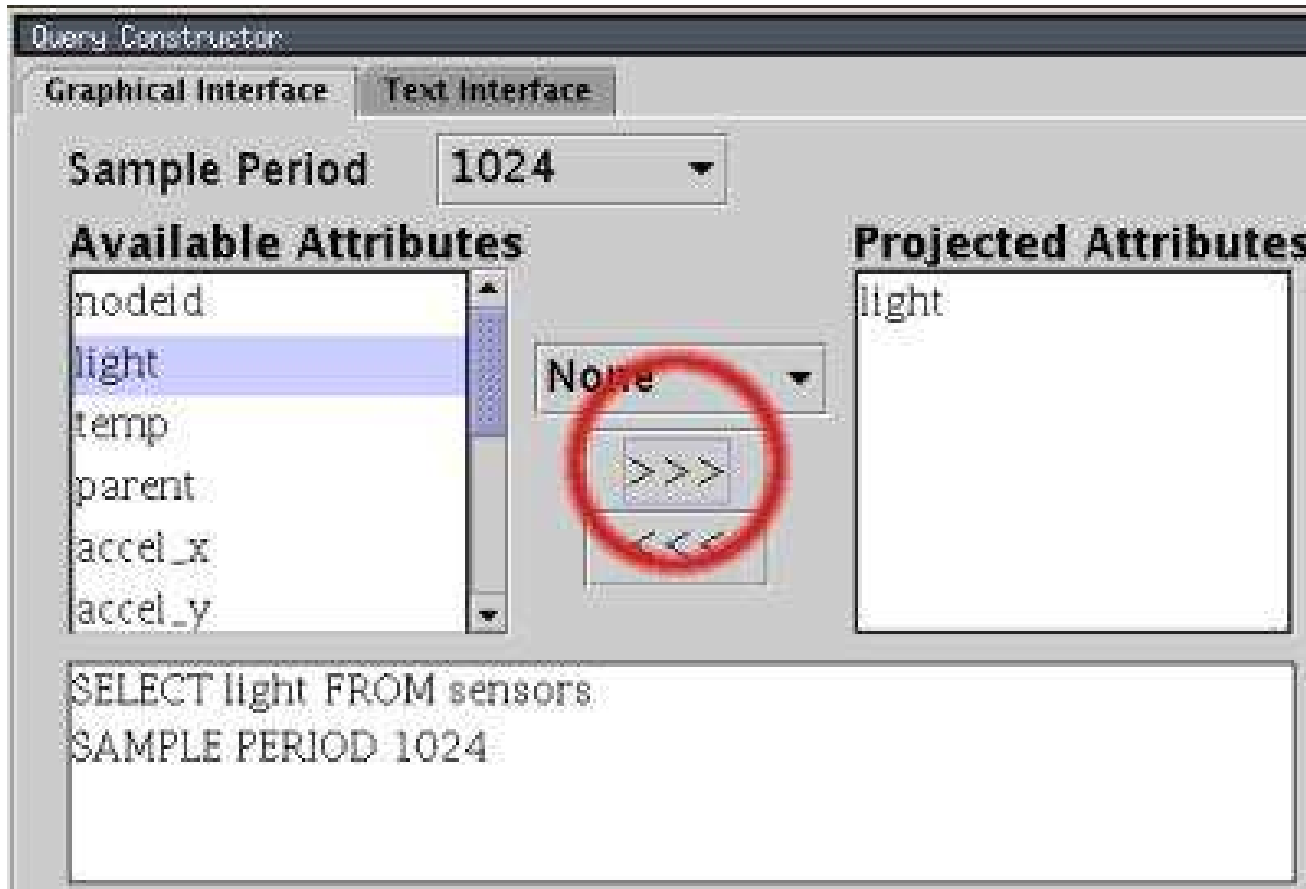 Query Constructor
Graphical Interface Text Interface
Sample Period 1024
Available Attributes Projected Attributes
nodeid
light
temp
parent
accel_x
accel_y
None
>>>
<<<
light
SELECT light FROM sensors
SAMPLE PERIOD 1024